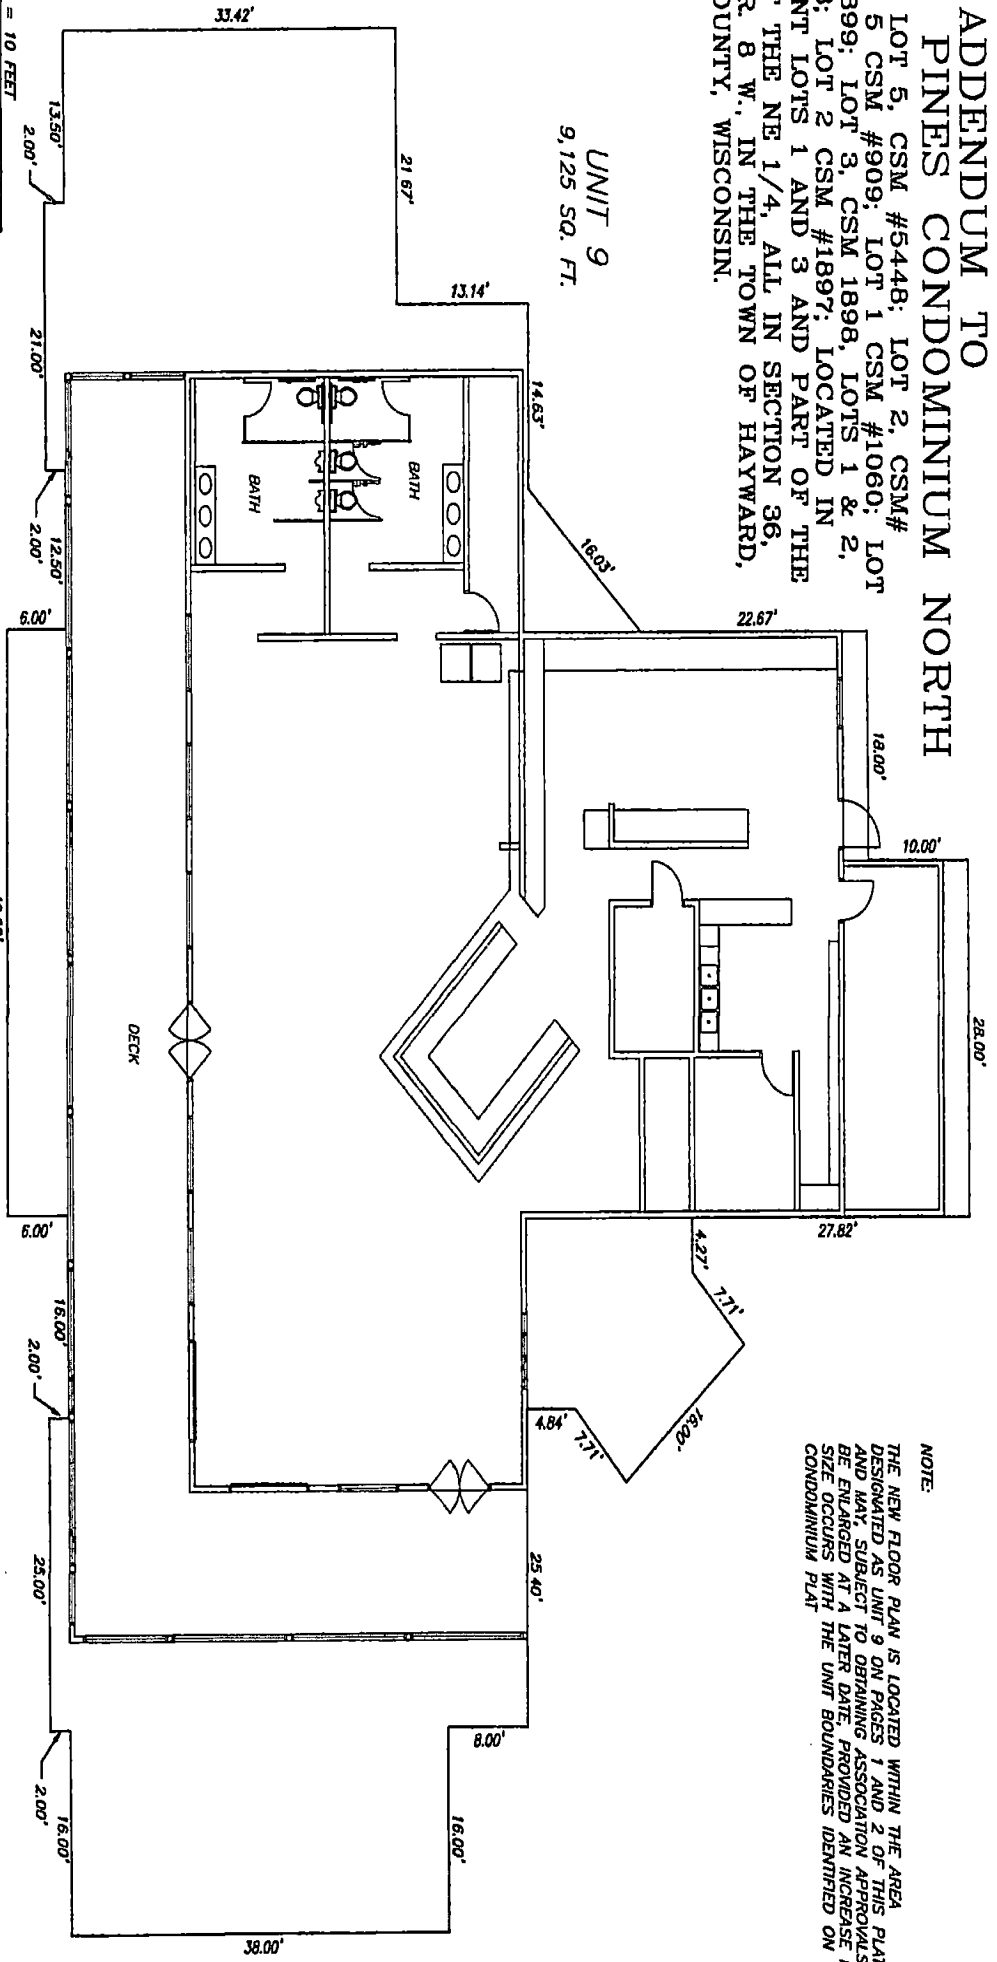 ADDENDUM TO
PINES CONDOMINIUM NORTH
LOT 5, CSM #5448; LOT 2, CSM#
5 CSM #909; LOT 1 CSM #1060; LOT
899; LOT 3, CSM 1898, LOTS 1 & 2,
; LOT 2 CSM #1897; LOCATED IN
NT LOTS 1 AND 3 AND PART OF THE
THE NE 1/4, ALL IN SECTION 36,
R. 8 W., IN THE TOWN OF HAYWARD,
OUNTY, WISCONSIN.
UNIT 9
9,125 SQ. FT.
NOTE:
THE NEW FLOOR PLAN IS LOCATED WITHIN THE AREA
DESIGNATED AS UNIT 9 ON PAGES 1 AND 2 OF THIS PLAT
AND MAY, SUBJECT TO OBTAINING ASSOCIATION APPROVALS
BE ENLARGED AT A LATER DATE, PROVIDED AN INCREASE
SIZE OCCURS WITH THE UNIT BOUNDARIES IDENTIFIED ON
CONDOMINIUM PLAT
28.00'
10.00'
18.00'
22.67'
27.82'
4.27'
7.71'
16.00'
7.71'
4.84'
16.03'
14.63'
13.14'
21 67'
33.42'
25 40'
8.00'
16.00'
38.00'
BATH
BATH
DECK
13.50'
2.00'
21.00'
2.00'
12.50'
6.00'
6.00'
16.00'
2.00'
25.00'
2.00'
16.00'
= 10 FEET